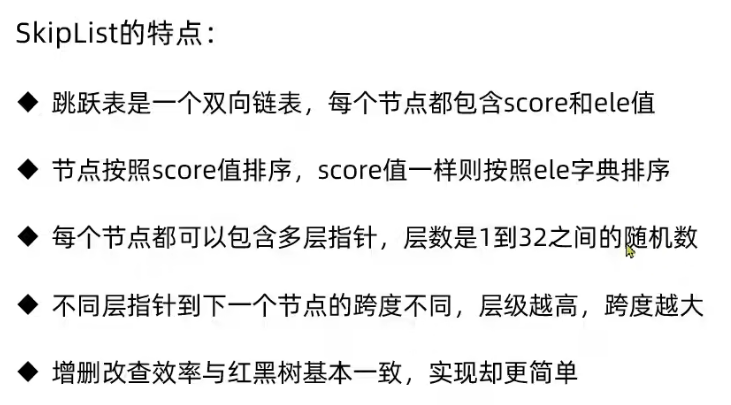 SkipList的特点：
◆ 跳跃表是一个双向链表，每个节点都包含score和ele值
◆ 节点按照score值排序，score值一样则按照ele字典排序
◆ 每个节点都可以包含多层指针，层数是1到32之间的随机数
◆ 不同层指针到下一个节点的跨度不同，层级越高，跨度越大
◆ 增删改查效率与红黑树基本一致，实现却更简单